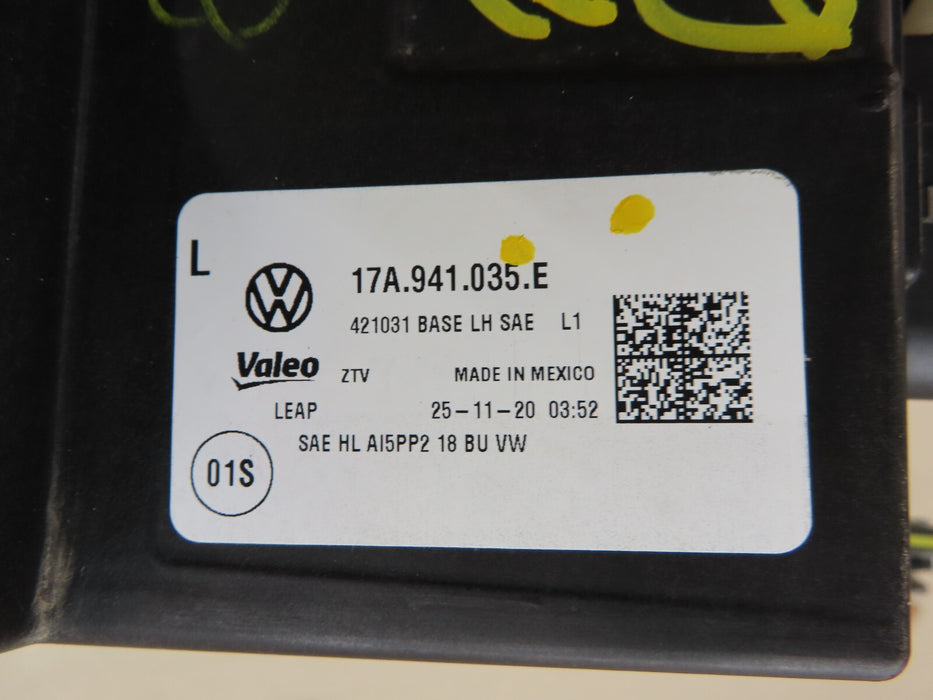 L
17A.941.035.E
421031 BASE LH SAE L1
Valeo ZTV MADE IN MEXICO
LEAP 25-11-20 03:52
SAE HL AI5PP2 18 BU VW
01S